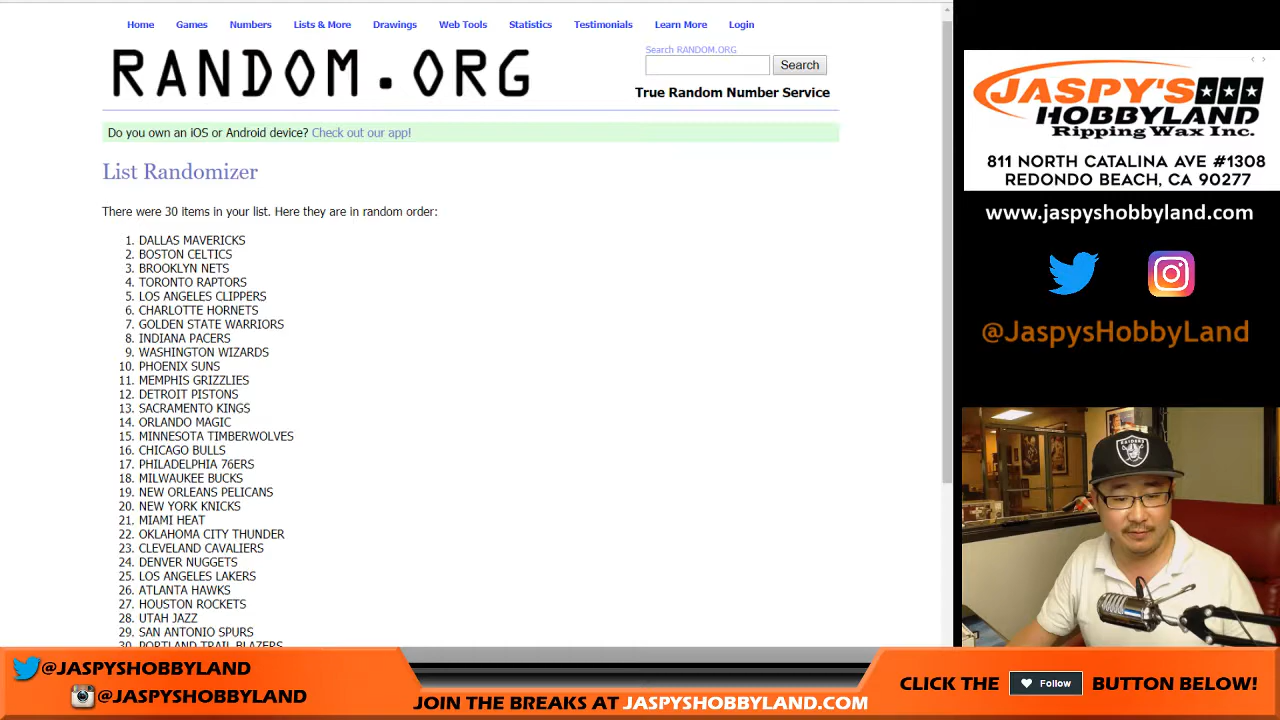 Home Games Numbers Lists & More Drawings Web Tools Statistics Testimonials Learn More Login
RANDOM.ORG
Search RANDOM.ORG
Search
True Random Number Service
Do you own an iOS or Android device? Check out our app!
List Randomizer
There were 30 items in your list. Here they are in random order:
1. DALLAS MAVERICKS
2. BOSTON CELTICS
3. BROOKLYN NETS
4. TORONTO RAPTORS
5. LOS ANGELES CLIPPERS
6. CHARLOTTE HORNETS
7. GOLDEN STATE WARRIORS
8. INDIANA PACERS
9. WASHINGTON WIZARDS
10. PHOENIX SUNS
11. MEMPHIS GRIZZLIES
12. DETROIT PISTONS
13. SACRAMENTO KINGS
14. ORLANDO MAGIC
15. MINNESOTA TIMBERWOLVES
16. CHICAGO BULLS
17. PHILADELPHIA 76ERS
18. MILWAUKEE BUCKS
19. NEW ORLEANS PELICANS
20. NEW YORK KNICKS
21. MIAMI HEAT
22. OKLAHOMA CITY THUNDER
23. CLEVELAND CAVALIERS
24. DENVER NUGGETS
25. LOS ANGELES LAKERS
26. ATLANTA HAWKS
27. HOUSTON ROCKETS
28. UTAH JAZZ
29. SAN ANTONIO SPURS
30. PORTLAND TRAIL BLAZERS
JASPY'S
HOBBYLAND
Ripping Wax Inc.
811 NORTH CATALINA AVE #1308
REDONDO BEACH, CA 90277
www.jaspyshobbyland.com
@JaspysHobbyLand
RAIDERS
@JASPYSHOBBYLAND
@JASPYSHOBBYLAND
JOIN THE BREAKS AT JASPYSHOBBYLAND.COM
CLICK THE Follow BUTTON BELOW!